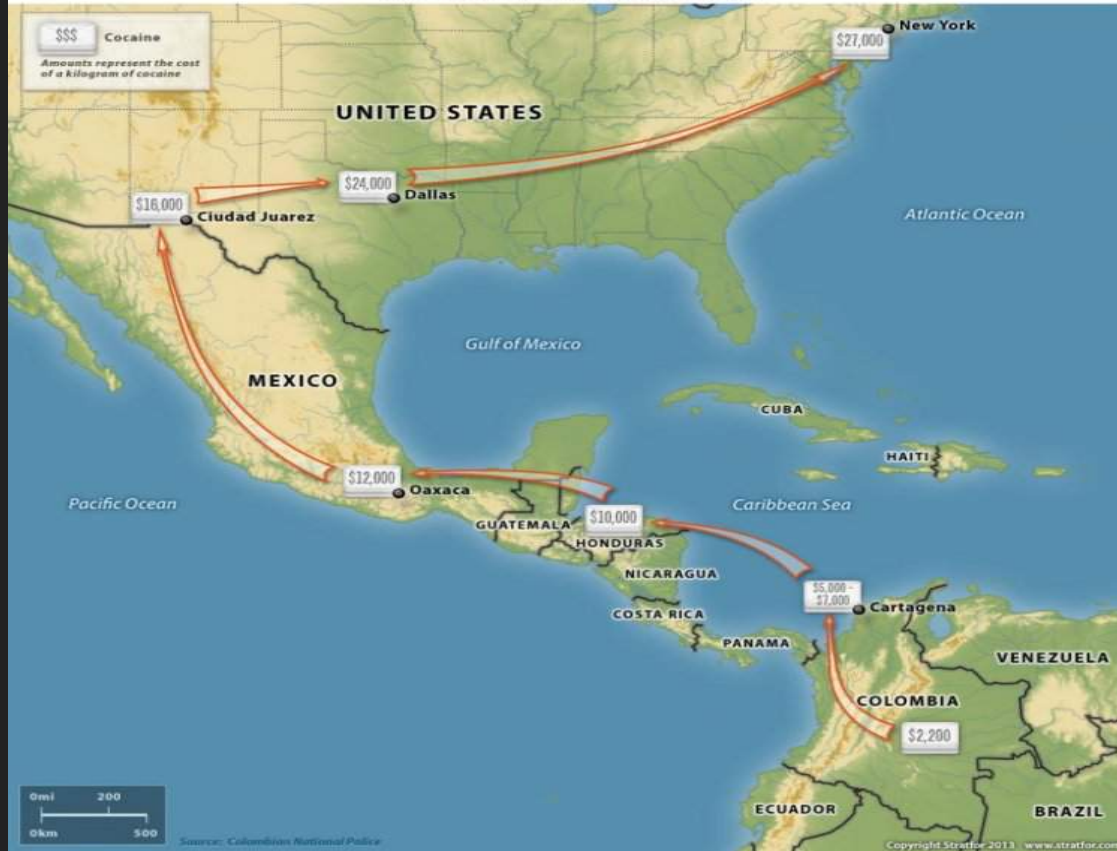 $$$ Cocaine
Amounts represent the cost
of a kilogram of cocaine
New York
$27,000
UNITED STATES
$24,000
Dallas
$16,000
Ciudad Juarez
Atlantic Ocean
Gulf of Mexico
MEXICO
CUBA
HAITI
$12,000
Oaxaca
Pacific Ocean
Caribbean Sea
$10,000
GUATEMALA
HONDURAS
NICARAGUA
$5,000 -
$7,000
Cartagena
COSTA RICA
PANAMA
VENEZUELA
COLOMBIA
$2,200
ECUADOR
BRAZIL
0mi 200
0km 500
Source: Colombian National Police
Copyright Stratfor 2013 www.stratfor.com